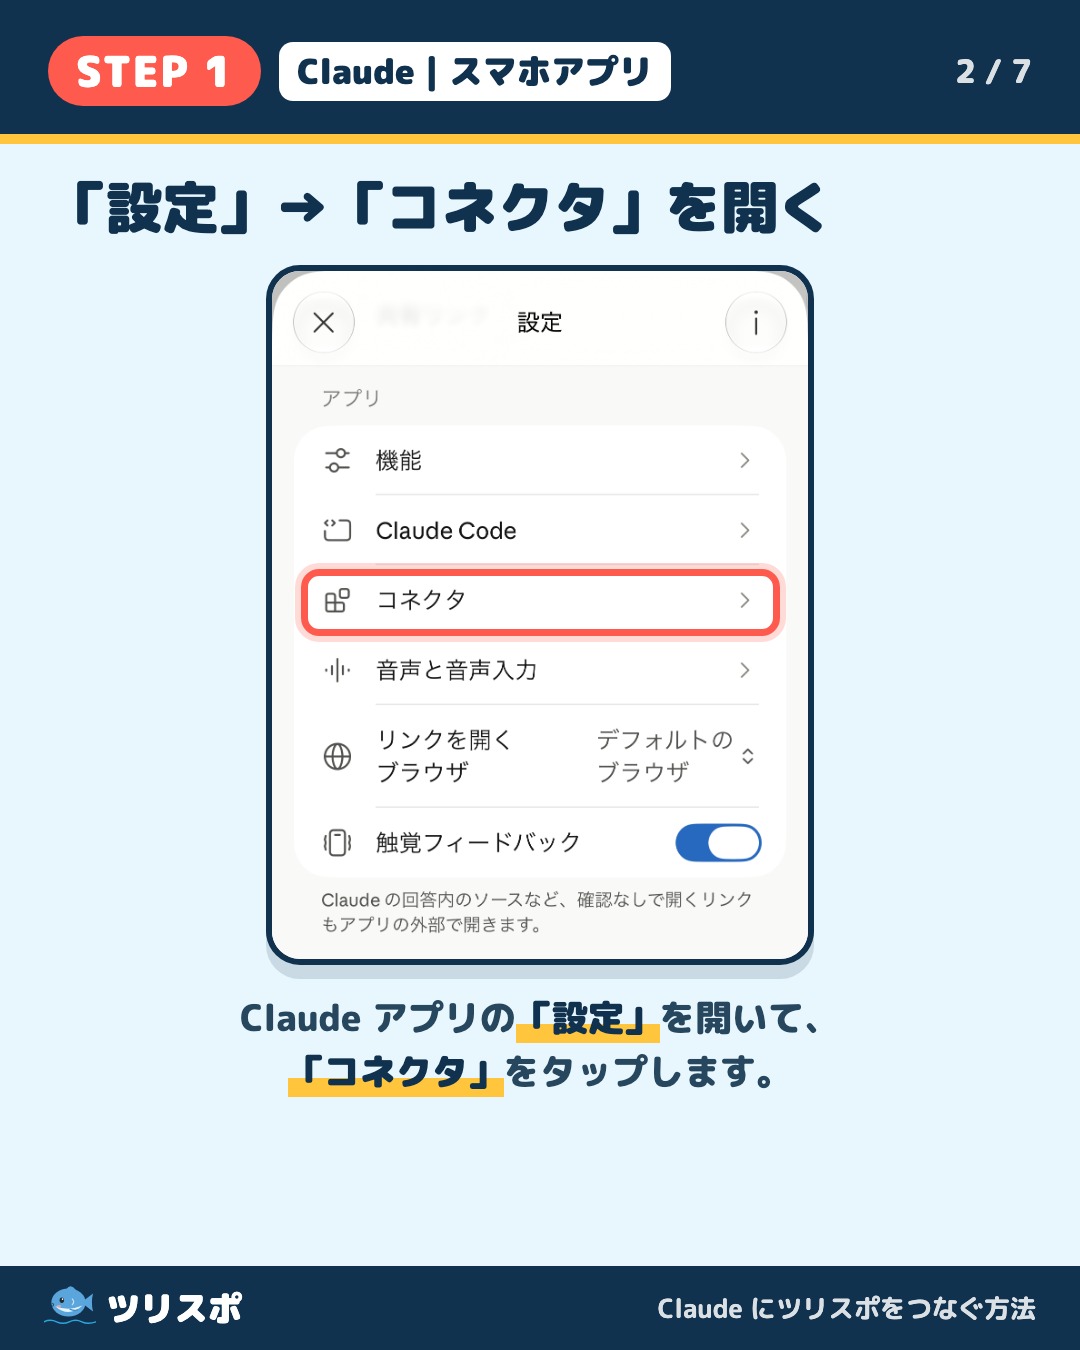 STEP 1
Claude | スマホアプリ
2 / 7
「設定」→「コネクタ」を開く
設定
アプリ
機能
Claude Code
コネクタ
音声と音声入力
リンクを開く
ブラウザ
デフォルトの
ブラウザ
触覚フィードバック
Claude の回答内のソースなど、確認なしで開くリンク
もアプリの外部で開きます。
Claude アプリの「設定」を開いて、
「コネクタ」をタップします。
ツリスポ
Claude にツリスポをつなぐ方法